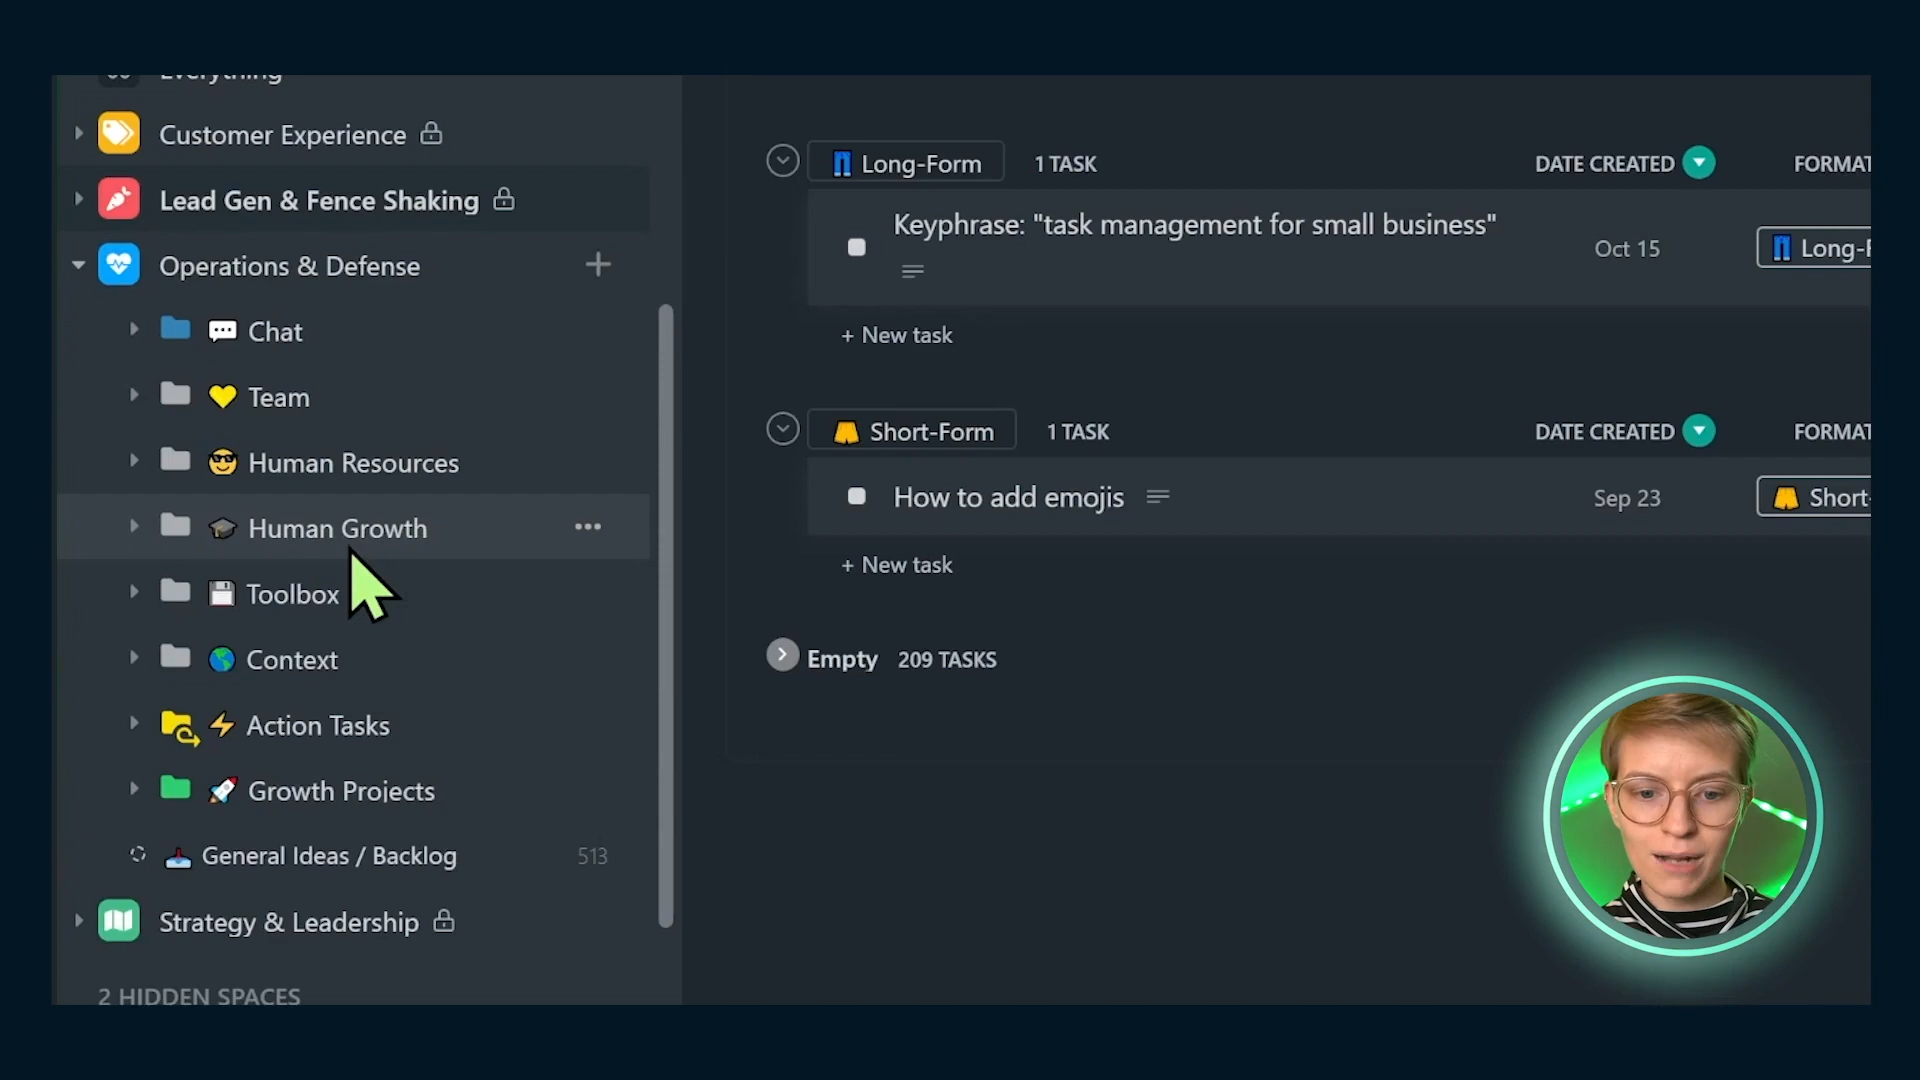 Everything
Customer Experience
Lead Gen & Fence Shaking
Operations & Defense
Chat
Team
Human Resources
Human Growth
Toolbox
Context
Action Tasks
Growth Projects
General Ideas / Backlog 513
Strategy & Leadership
2 HIDDEN SPACES
Long-Form 1 TASK DATE CREATED FORMAT
Keyphrase: "task management for small business" Oct 15 Long-F
+ New task
Short-Form 1 TASK DATE CREATED FORMAT
How to add emojis Sep 23 Short-
+ New task
Empty 209 TASKS